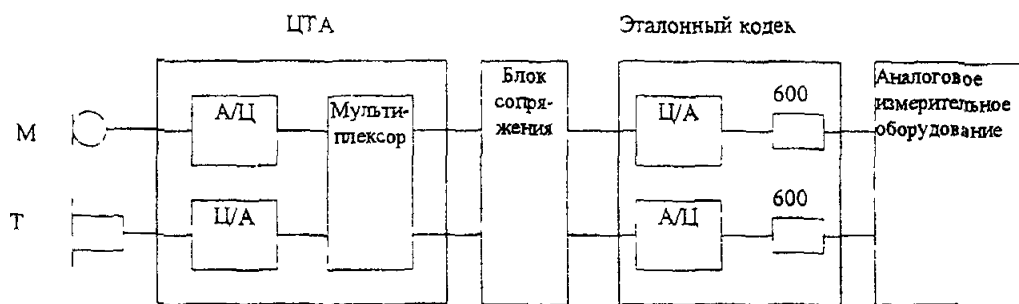 ЦТА
Эталонный кодек
М
А/Ц
Мульти-
плексор
Блок
сопря-
жения
Ц/А
600
Аналоговое
измерительное
оборудование
Т
Ц/А
А/Ц
600